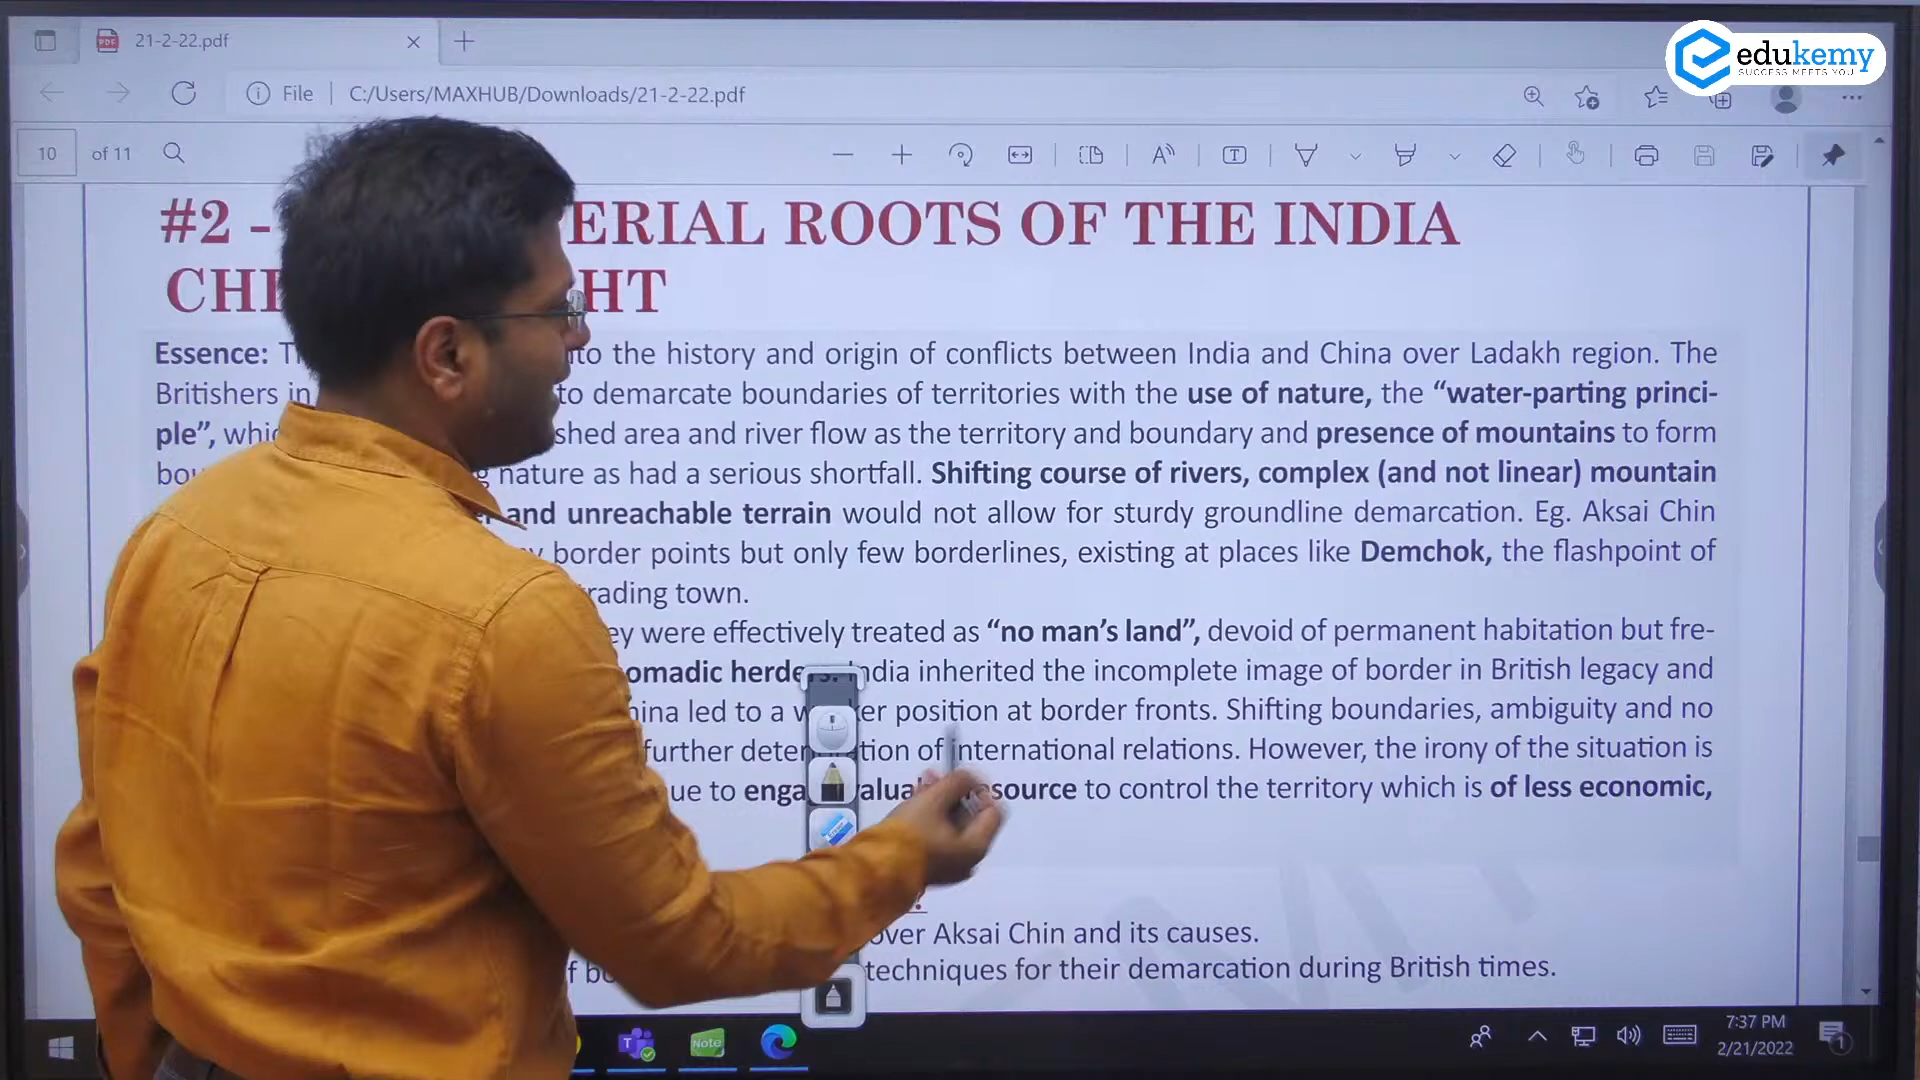 21-2-22.pdf
edukemy
SUCCESS MEETS YOU
File
C:/Users/MAXHUB/Downloads/21-2-22.pdf
10 of 11
#2 - ERIAL ROOTS OF THE INDIA
CHI HT
Essence: to the history and origin of conflicts between India and China over Ladakh region. The
Britishers in to demarcate boundaries of territories with the use of nature, the “water-parting princi-
ple”, shed area and river flow as the territory and boundary and presence of mountains to form
nature as had a serious shortfall. Shifting course of rivers, complex (and not linear) mountain
and unreachable terrain would not allow for sturdy groundline demarcation. Eg. Aksai Chin
border points but only few borderlines, existing at places like Demchok, the flashpoint of
rading town.
ey were effectively treated as “no man’s land”, devoid of permanent habitation but fre-
omadic herders. India inherited the incomplete image of border in British legacy and
hina led to a er position at border fronts. Shifting boundaries, ambiguity and no
further tion of international relations. However, the irony of the situation is
ue to enga source to control the territory which is of less economic,
over Aksai Chin and its causes.
techniques for their demarcation during British times.
Note
7:37 PM
2/21/2022
1